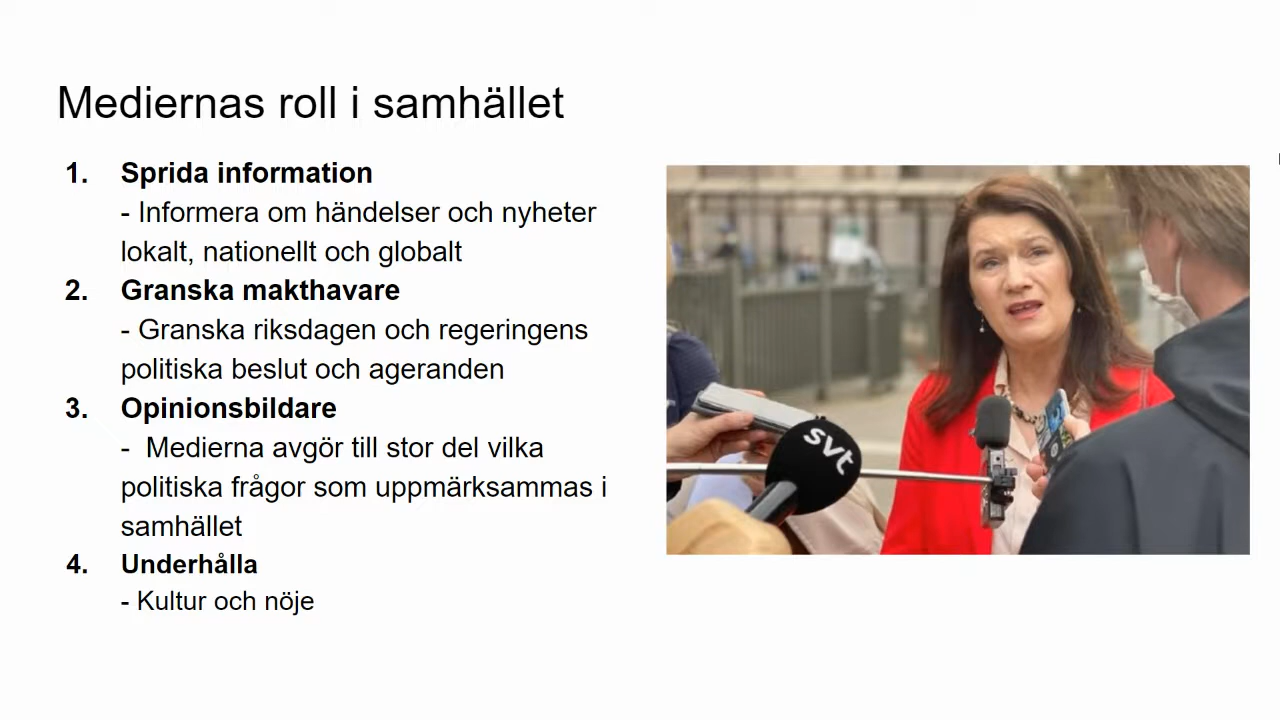 Mediernas roll i samhället
1. Sprida information
- Informera om händelser och nyheter
lokalt, nationellt och globalt
2. Granska makthavare
- Granska riksdagen och regeringens
politiska beslut och ageranden
3. Opinionsbildare
- Medierna avgör till stor del vilka
politiska frågor som uppmärksammas i
samhället
4. Underhålla
- Kultur och nöje
svt